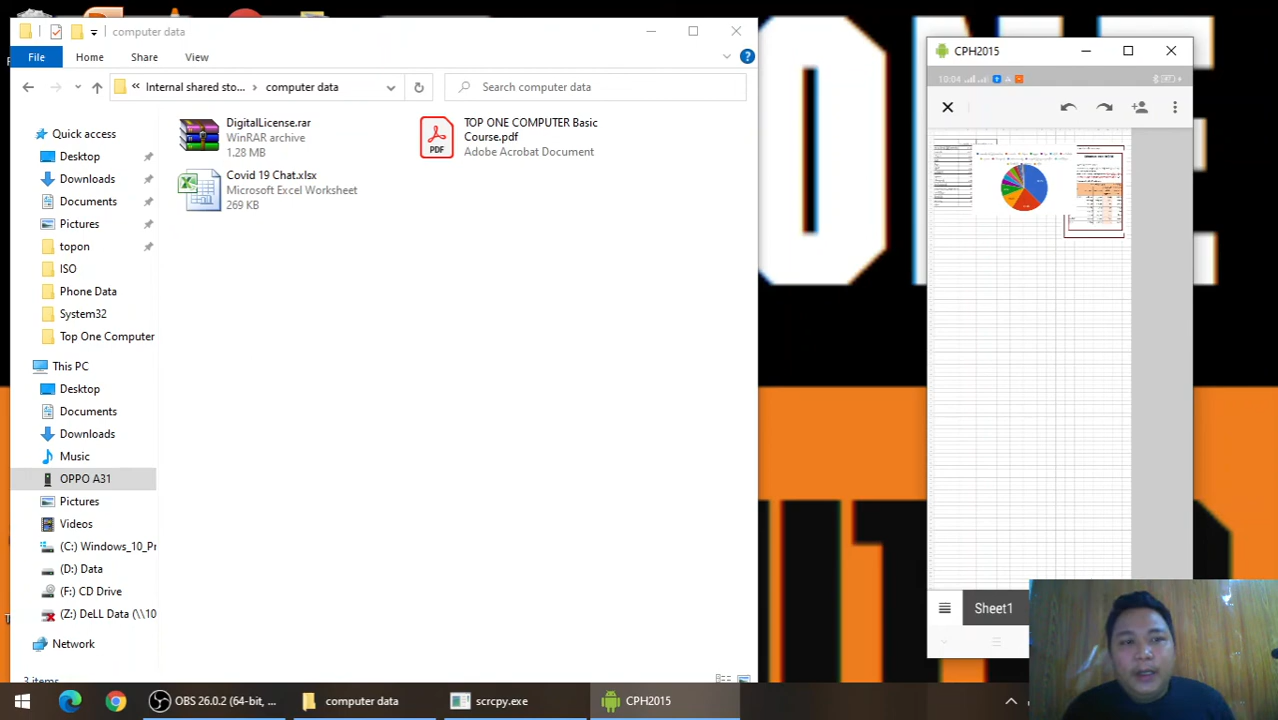 computer data
File
Home
Share
View
Internal shared sto...
computer data
Search computer data
Quick access
Desktop
Downloads
Documents
Pictures
topon
ISO
Phone Data
System32
Top One Computer
This PC
Desktop
Documents
Downloads
Music
OPPO A31
Pictures
Videos
(C:) Windows_10_Pr
(D:) Data
(F:) CD Drive
(Z:) DeLL Data (\\10
Network
DigitalLicense.rar
WinRAR archive
1.28 MB
TOP ONE COMPUTER Basic
Course.pdf
Adobe Acrobat Document
PDF
Covid 19 Chat.xlsx
Microsoft Excel Worksheet
269 KB
3 items
CPH2015
10:04
Sheet1
OBS 26.0.2 (64-bit, ...
computer data
scrcpy.exe
CPH2015